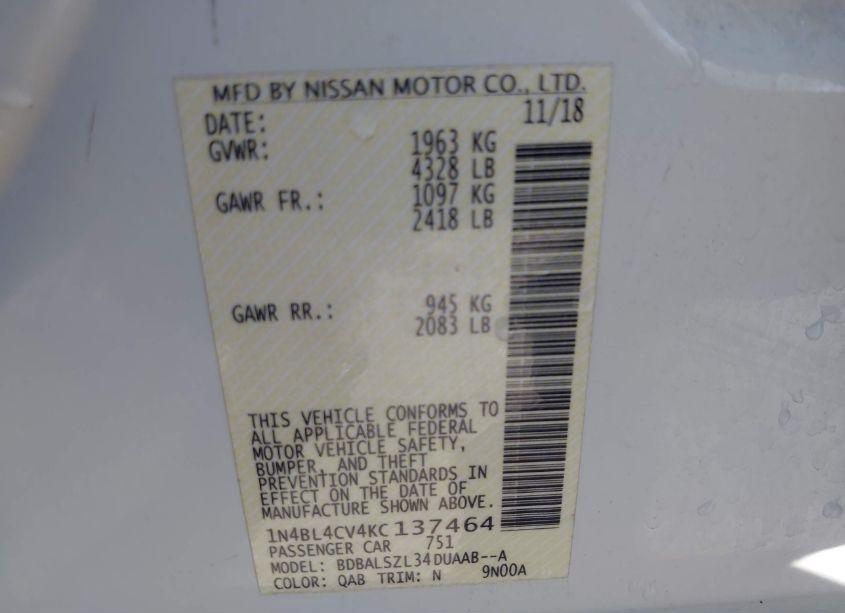 MFD BY NISSAN MOTOR CO., LTD.
DATE: 11/18
GVWR: 1963 KG
4328 LB
GAWR FR.: 1097 KG
2418 LB
GAWR RR.: 945 KG
2083 LB
THIS VEHICLE CONFORMS TO
ALL APPLICABLE FEDERAL
MOTOR VEHICLE SAFETY,
BUMPER, AND THEFT
PREVENTION STANDARDS IN
EFFECT ON THE DATE OF
MANUFACTURE SHOWN ABOVE.
1N4BL4CV4KC137464
PASSENGER CAR 751
MODEL: BDBALSZL34DUAAB--A
COLOR: QAB TRIM: N 9N00A